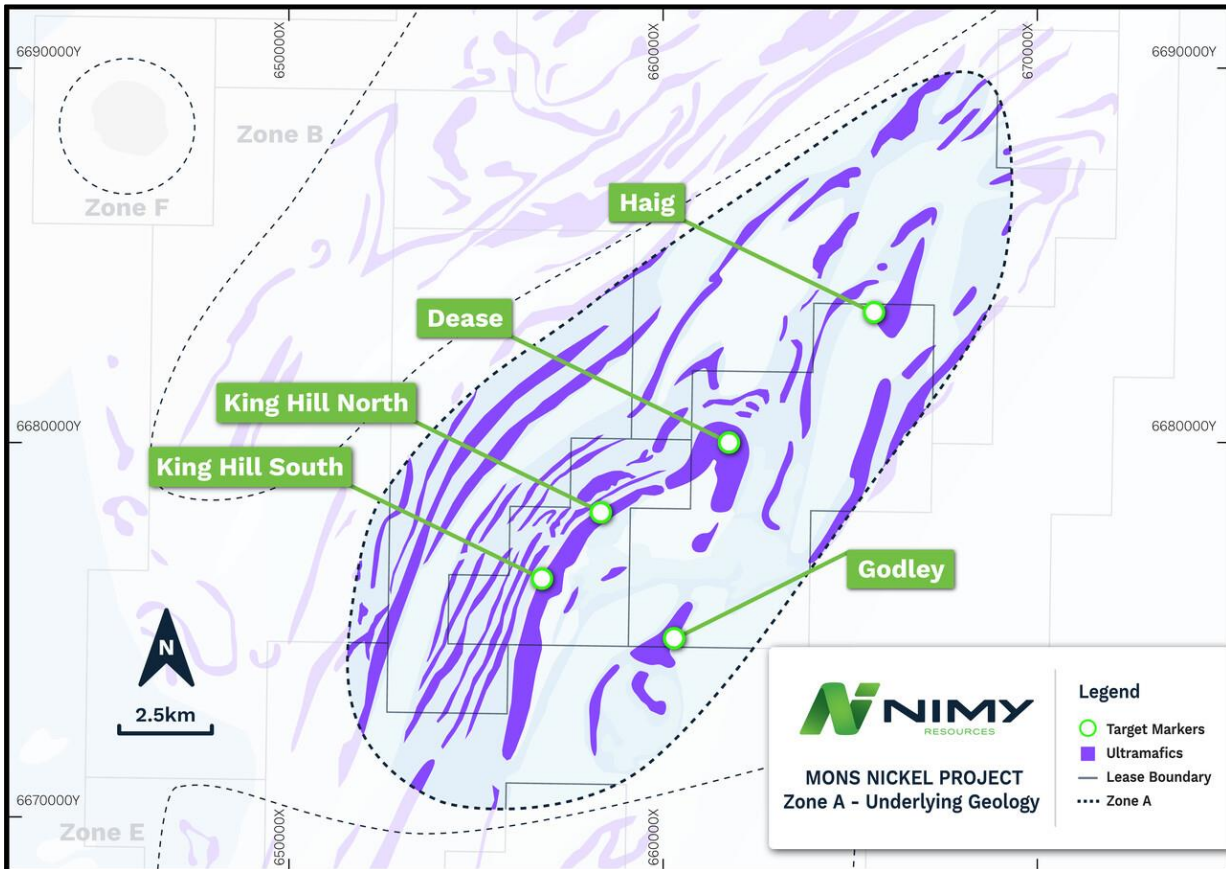 6690000Y
650000X
660000X
670000X
6690000Y
Zone B
Zone F
Haig
Dease
King Hill North
King Hill South
6680000Y
6680000Y
Godley
N
2.5km
NIMY
RESOURCES
MONS NICKEL PROJECT
Zone A - Underlying Geology
Legend
Target Markers
Ultramafics
Lease Boundary
Zone A
6670000Y
Zone E
650000X
660000X